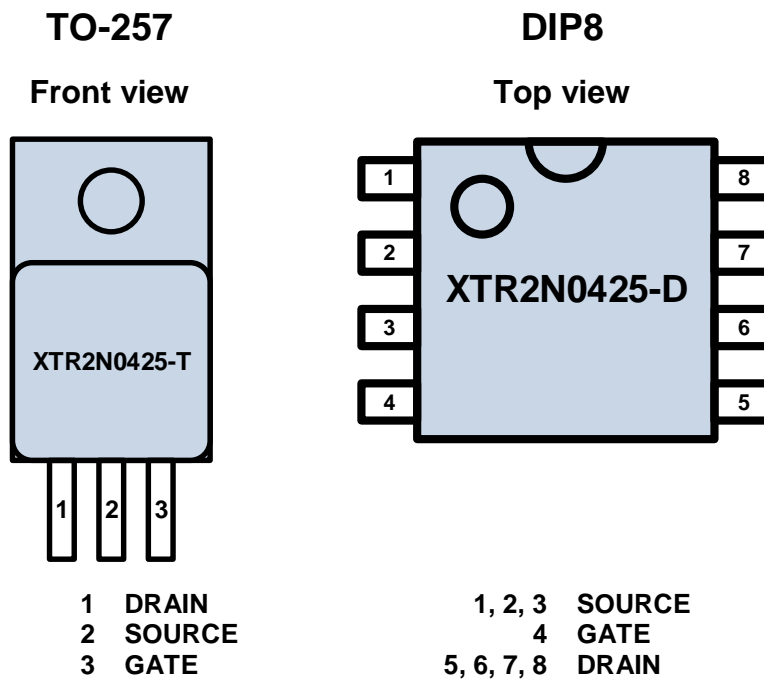 TO-257
Front view
XTR2N0425-T
1 2 3
1 DRAIN
2 SOURCE
3 GATE
DIP8
Top view
1 8
2 7
XTR2N0425-D
3 6
4 5
1, 2, 3 SOURCE
4 GATE
5, 6, 7, 8 DRAIN